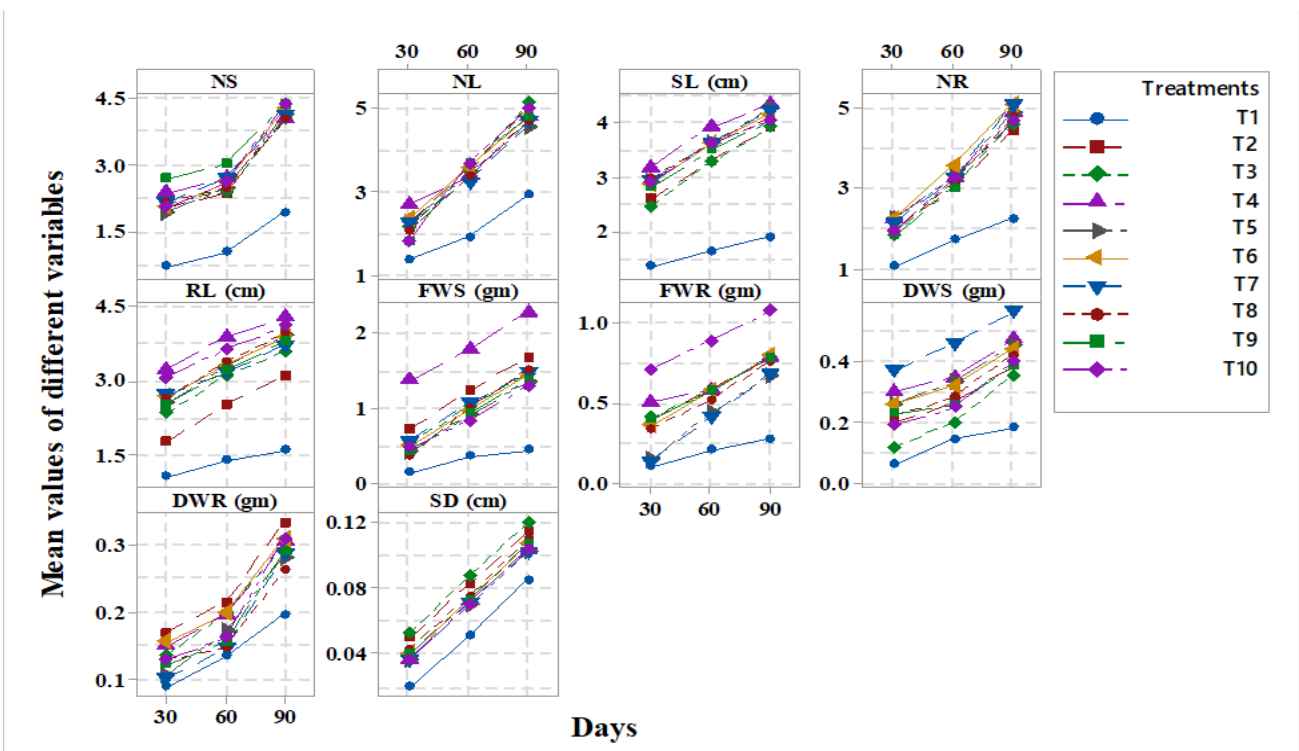 Mean values of different variables
30 60 90 30 60 90
NS NL SL (cm) NR
4.5 5 4 5
3.0 3 3 3
1.5 2
1 1
RL (cm) FWS (gm) FWR (gm) DWS (gm)
4.5 2 1.0
3.0 1 0.5 0.4
1.5 0.2
0 0.0 0.0
30 60 90 30 60 90
DWR (gm) SD (cm)
0.3 0.12
0.2 0.08
0.1 0.04
30 60 90 30 60 90
Days
Treatments
T1
T2
T3
T4
T5
T6
T7
T8
T9
T10